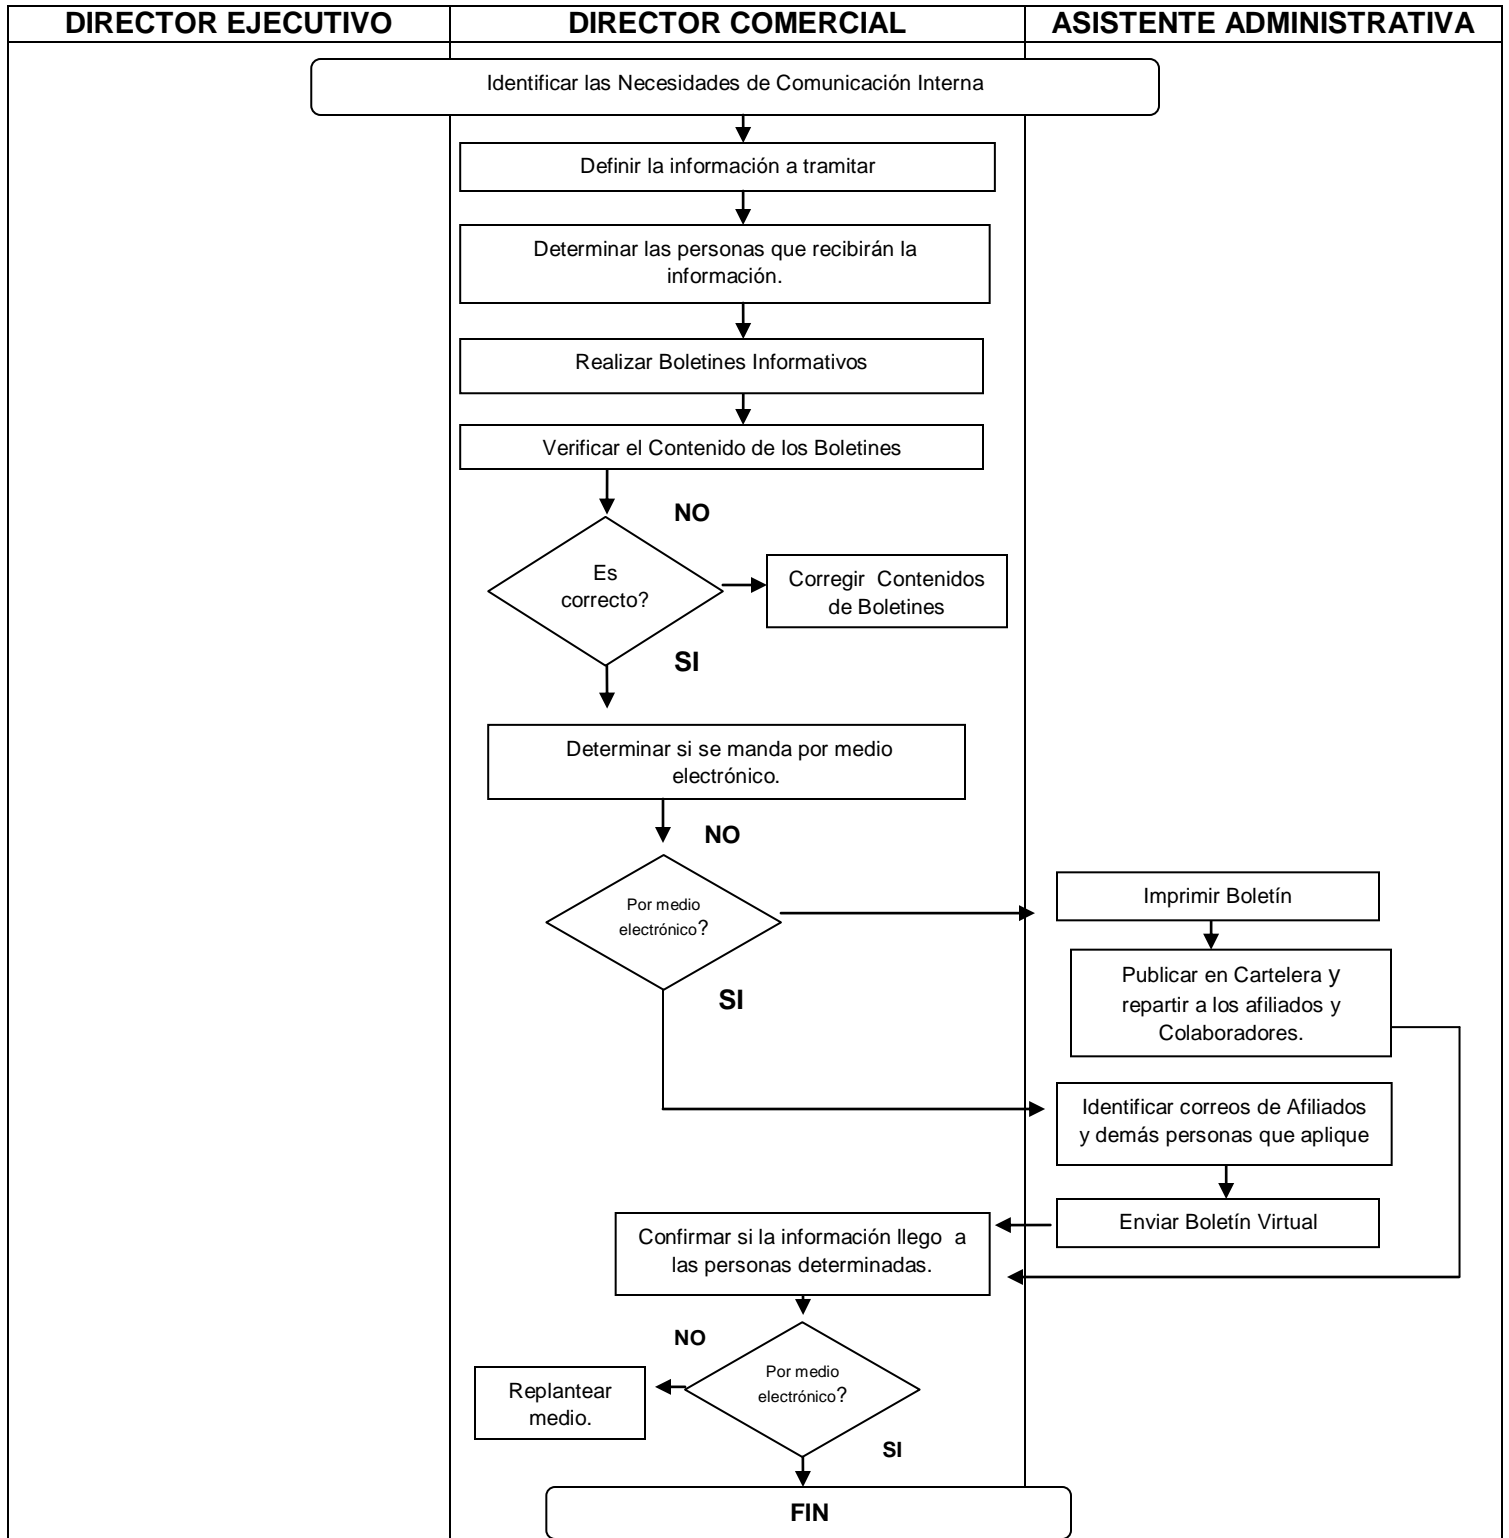 DIRECTOR EJECUTIVO
DIRECTOR COMERCIAL
ASISTENTE ADMINISTRATIVA
Identificar las Necesidades de Comunicación Interna
Definir la información a tramitar
Determinar las personas que recibirán la
información.
Realizar Boletines Informativos
Verificar el Contenido de los Boletines
NO
Es
correcto?
Corregir Contenidos
de Boletines
SI
Determinar si se manda por medio
electrónico.
NO
Por medio
electrónico?
SI
Imprimir Boletín
Publicar en Cartelera y
repartir a los afiliados y
Colaboradores.
Identificar correos de Afiliados
y demás personas que aplique
Enviar Boletín Virtual
Confirmar si la información llego a
las personas determinadas.
NO
Por medio
electrónico?
Replantear
medio.
SI
FIN